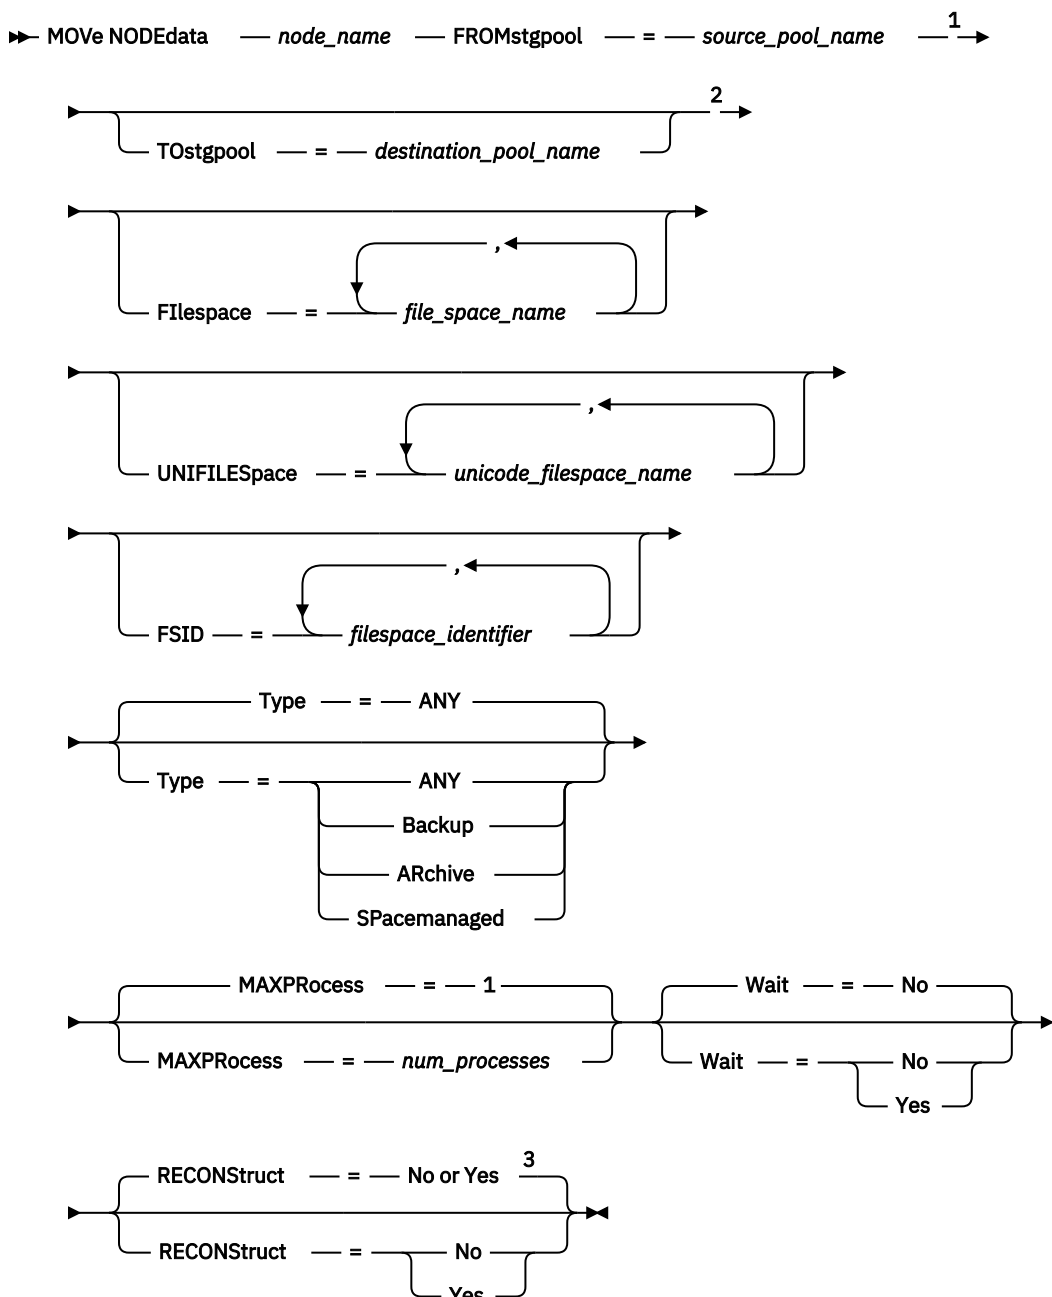 MOVe NODEdata node_name FROMstgpool = source_pool_name 1
2
TOstgpool = destination_pool_name
,
FIlespace = file_space_name
,
UNIFILESpace = unicode_filespace_name
,
FSID = filespace_identifier
Type = ANY
Type = ANY
Backup
ARchive
SPacemanaged
MAXPRocess = 1 Wait = No
MAXPRocess = num_processes Wait = No
Yes
RECONStruct = No or Yes 3
RECONStruct = No
Yes